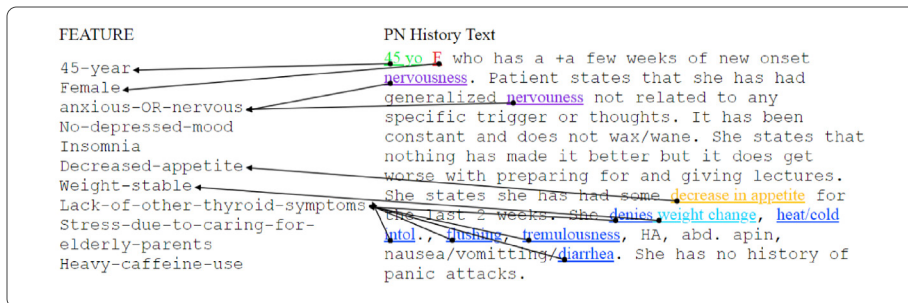 FEATURE
45-year
Female
anxious-OR-nervous
No-depressed-mood
Insomnia
Decreased-appetite
Weight-stable
Lack-of-other-thyroid-symptoms
Stress-due-to-caring-for-
elderly-parents
Heavy-caffeine-use
PN History Text
45 yo F who has a +a few weeks of new onset
nervousness. Patient states that she has had
generalized nervouness not related to any
specific trigger or thoughts. It has been
constant and does not wax/wane. She states that
nothing has made it better but it does get
worse with preparing for and giving lectures.
She states she has had some decrease in appetite for
the last 2 weeks. She denies weight change, heat/cold
intol., flushing, tremulousness, HA, abd. apin,
nausea/vomitting/diarrhea. She has no history of
panic attacks.